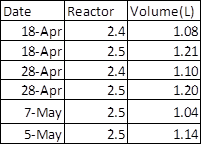 Date Reactor Volume(L)
18-Apr 2.4 1.08
18-Apr 2.5 1.21
28-Apr 2.4 1.10
28-Apr 2.5 1.20
7-May 2.5 1.04
5-May 2.5 1.14